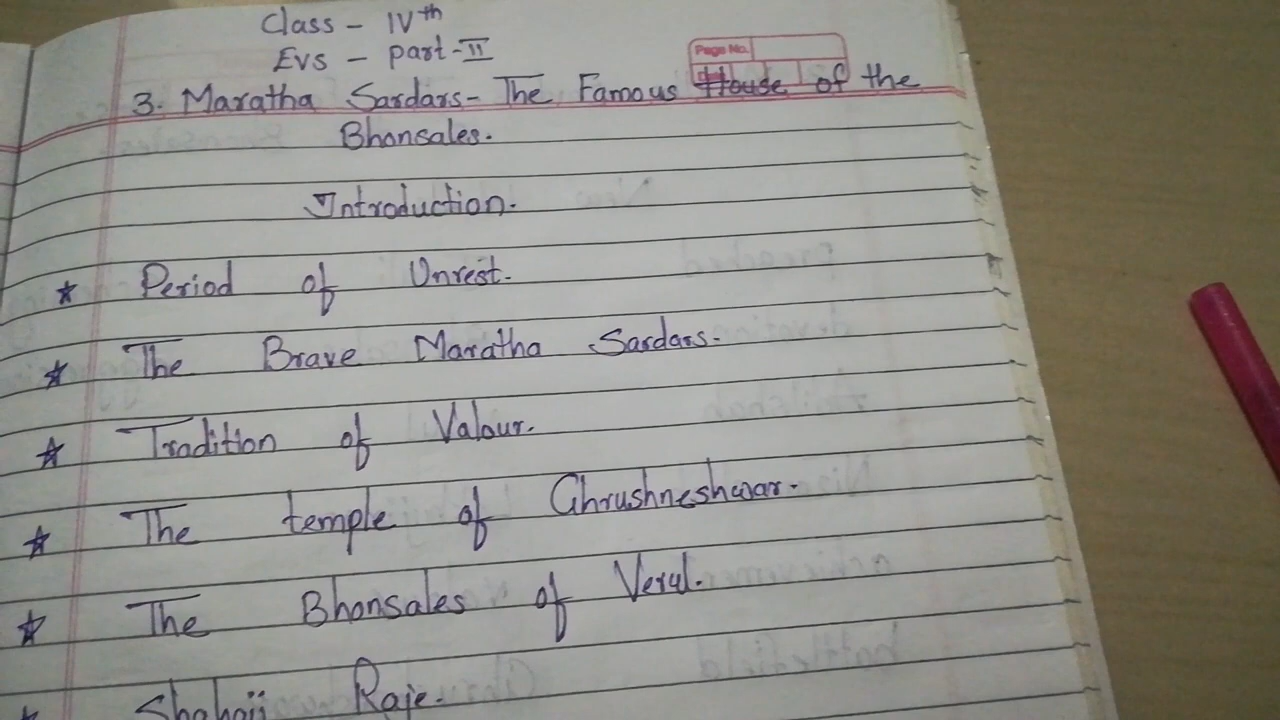 Class - IVth
Evs - Part-II
Page No.
3. Maratha Sardars- The Famous House of the
Bhonsales.
Introduction.
☆ Period of Unrest.
☆ The Brave Maratha Sardars.
☆ Tradition of Valour.
☆ The temple of Ghrushneshwar.
☆ The Bhonsales of Verul.
☆ Shahaji Raje.